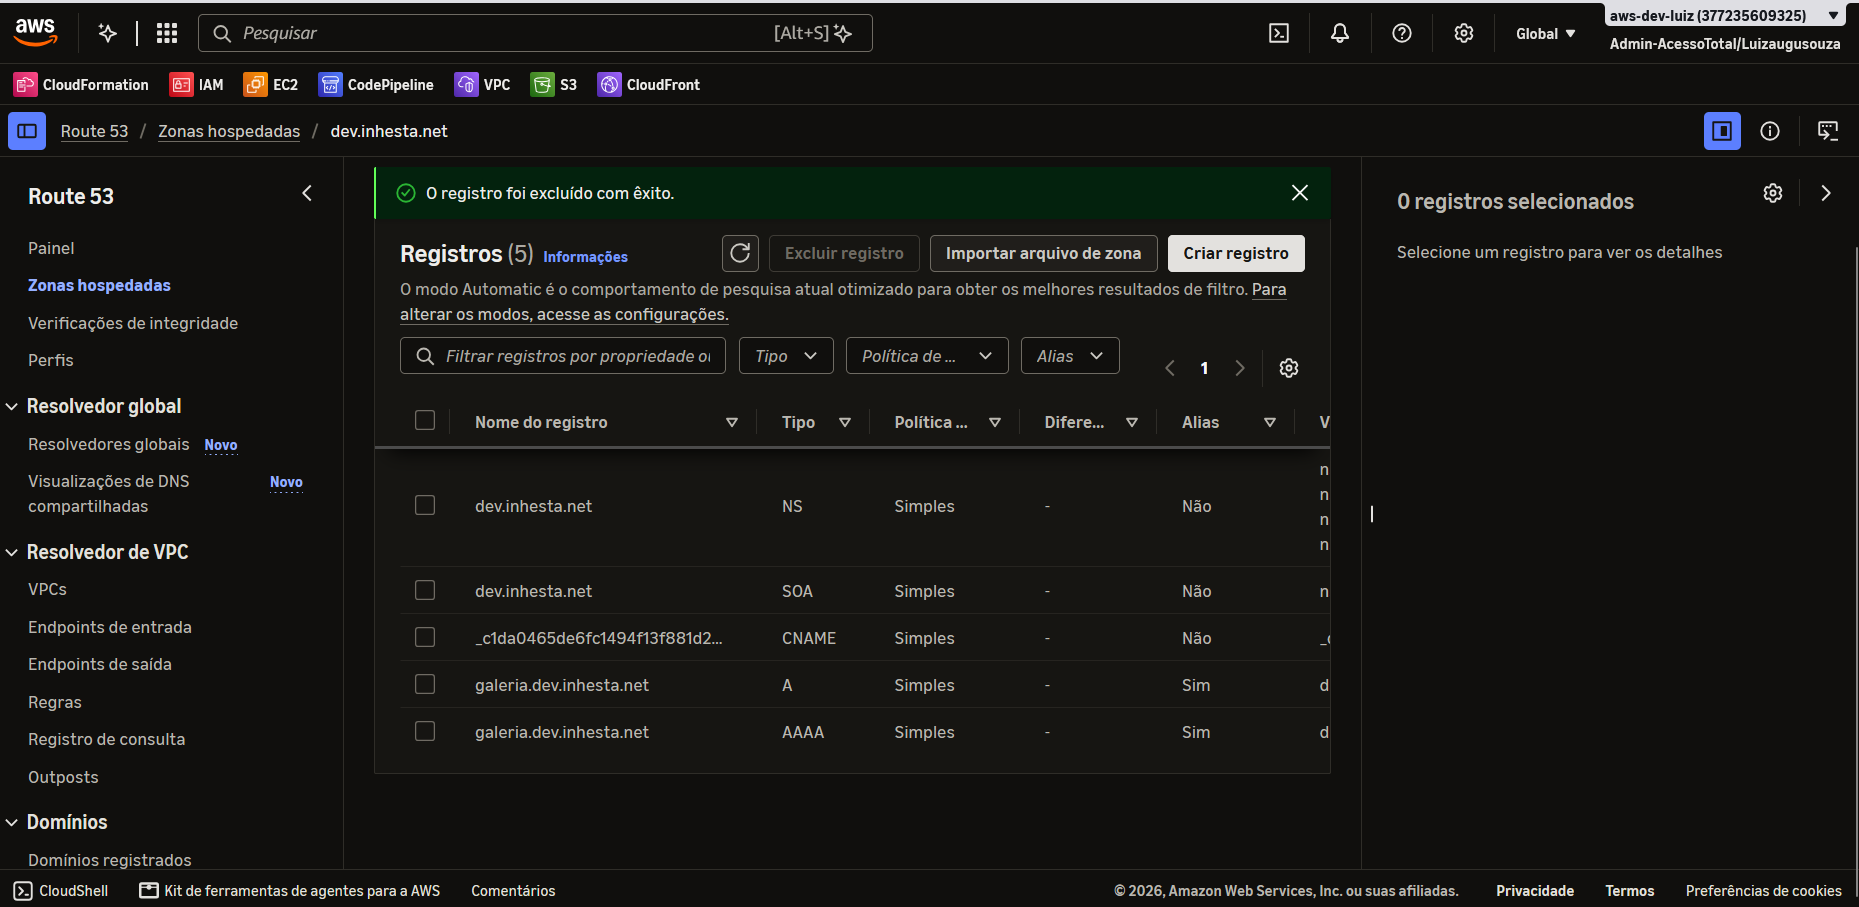 aws
Pesquisar
[Alt+S]
Global
aws-dev-luiz (377235609325)
Admin-AcessoTotal/Luizaugusouza
CloudFormation
IAM
EC2
CodePipeline
VPC
S3
CloudFront
Route 53 / Zonas hospedadas / dev.inhesta.net
Route 53
Painel
Zonas hospedadas
Verificações de integridade
Perfis
Resolvedor global
Resolvedores globais Novo
Visualizações de DNS Novo
compartilhadas
Resolvedor de VPC
VPCs
Endpoints de entrada
Endpoints de saída
Regras
Registro de consulta
Outposts
Domínios
Domínios registrados
O registro foi excluído com êxito.
Registros (5) Informações
Excluir registro
Importar arquivo de zona
Criar registro
O modo Automatic é o comportamento de pesquisa atual otimizado para obter os melhores resultados de filtro. Para
alterar os modos, acesse as configurações.
Filtrar registros por propriedade ou
Tipo
Política de ...
Alias
1
Nome do registro Tipo Política ... Difere... Alias V
dev.inhesta.net NS Simples - Não n
n
n
n
dev.inhesta.net SOA Simples - Não n
_c1da0465de6fc1494f13f881d2... CNAME Simples - Não _c
galeria.dev.inhesta.net A Simples - Sim d
galeria.dev.inhesta.net AAAA Simples - Sim d
0 registros selecionados
Selecione um registro para ver os detalhes
CloudShell
Kit de ferramentas de agentes para a AWS
Comentários
© 2026, Amazon Web Services, Inc. ou suas afiliadas.
Privacidade
Termos
Preferências de cookies